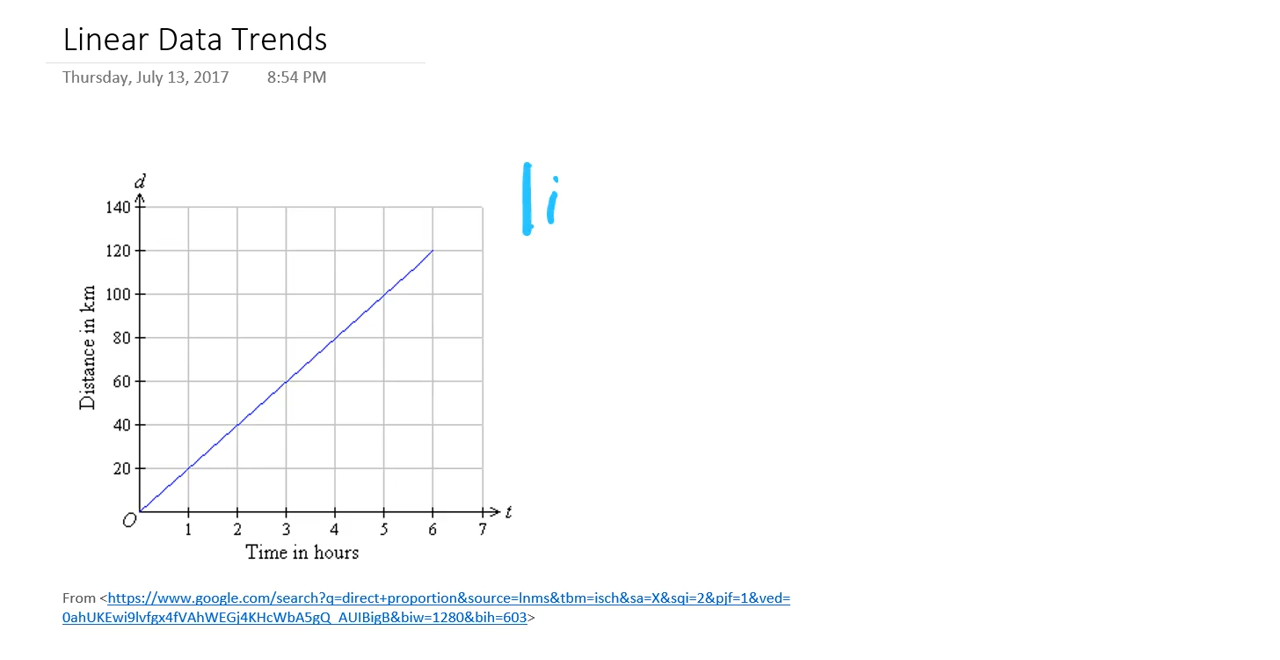 Linear Data Trends
Thursday, July 13, 2017 8:54 PM
li
d
140
120
100
80
60
40
20
Distance in km
O
1 2 3 4 5 6 7 t
Time in hours
From <https://www.google.com/search?q=direct+proportion&source=lnms&tbm=isch&sa=X&sqi=2&pjf=1&ved=
0ahUKEwi9lvfgx4fVAhWEGj4KHcWbA5gQ_AUIBigB&biw=1280&bih=603>